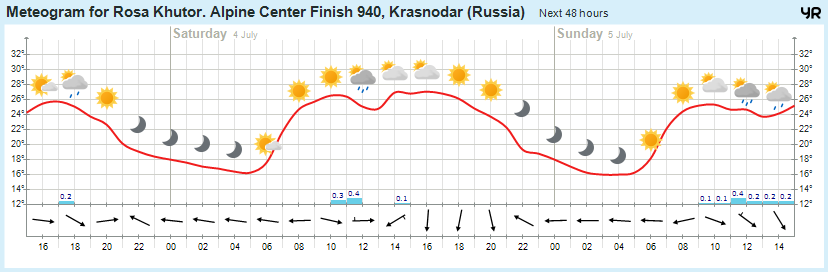 Meteogram for Rosa Khutor. Alpine Center Finish 940, Krasnodar (Russia) Next 48 hours YR
Saturday 4 July Sunday 5 July
32° 32°
30° 30°
28° 28°
26° 26°
24° 24°
22° 22°
20° 20°
18° 18°
16° 16°
14° 14°
0.2 0.3 0.4 0.1 0.1 0.1 0.4 0.2 0.2 0.2
12° 12°
16 18 20 22 00 02 04 06 08 10 12 14 16 18 20 22 00 02 04 06 08 10 12 14